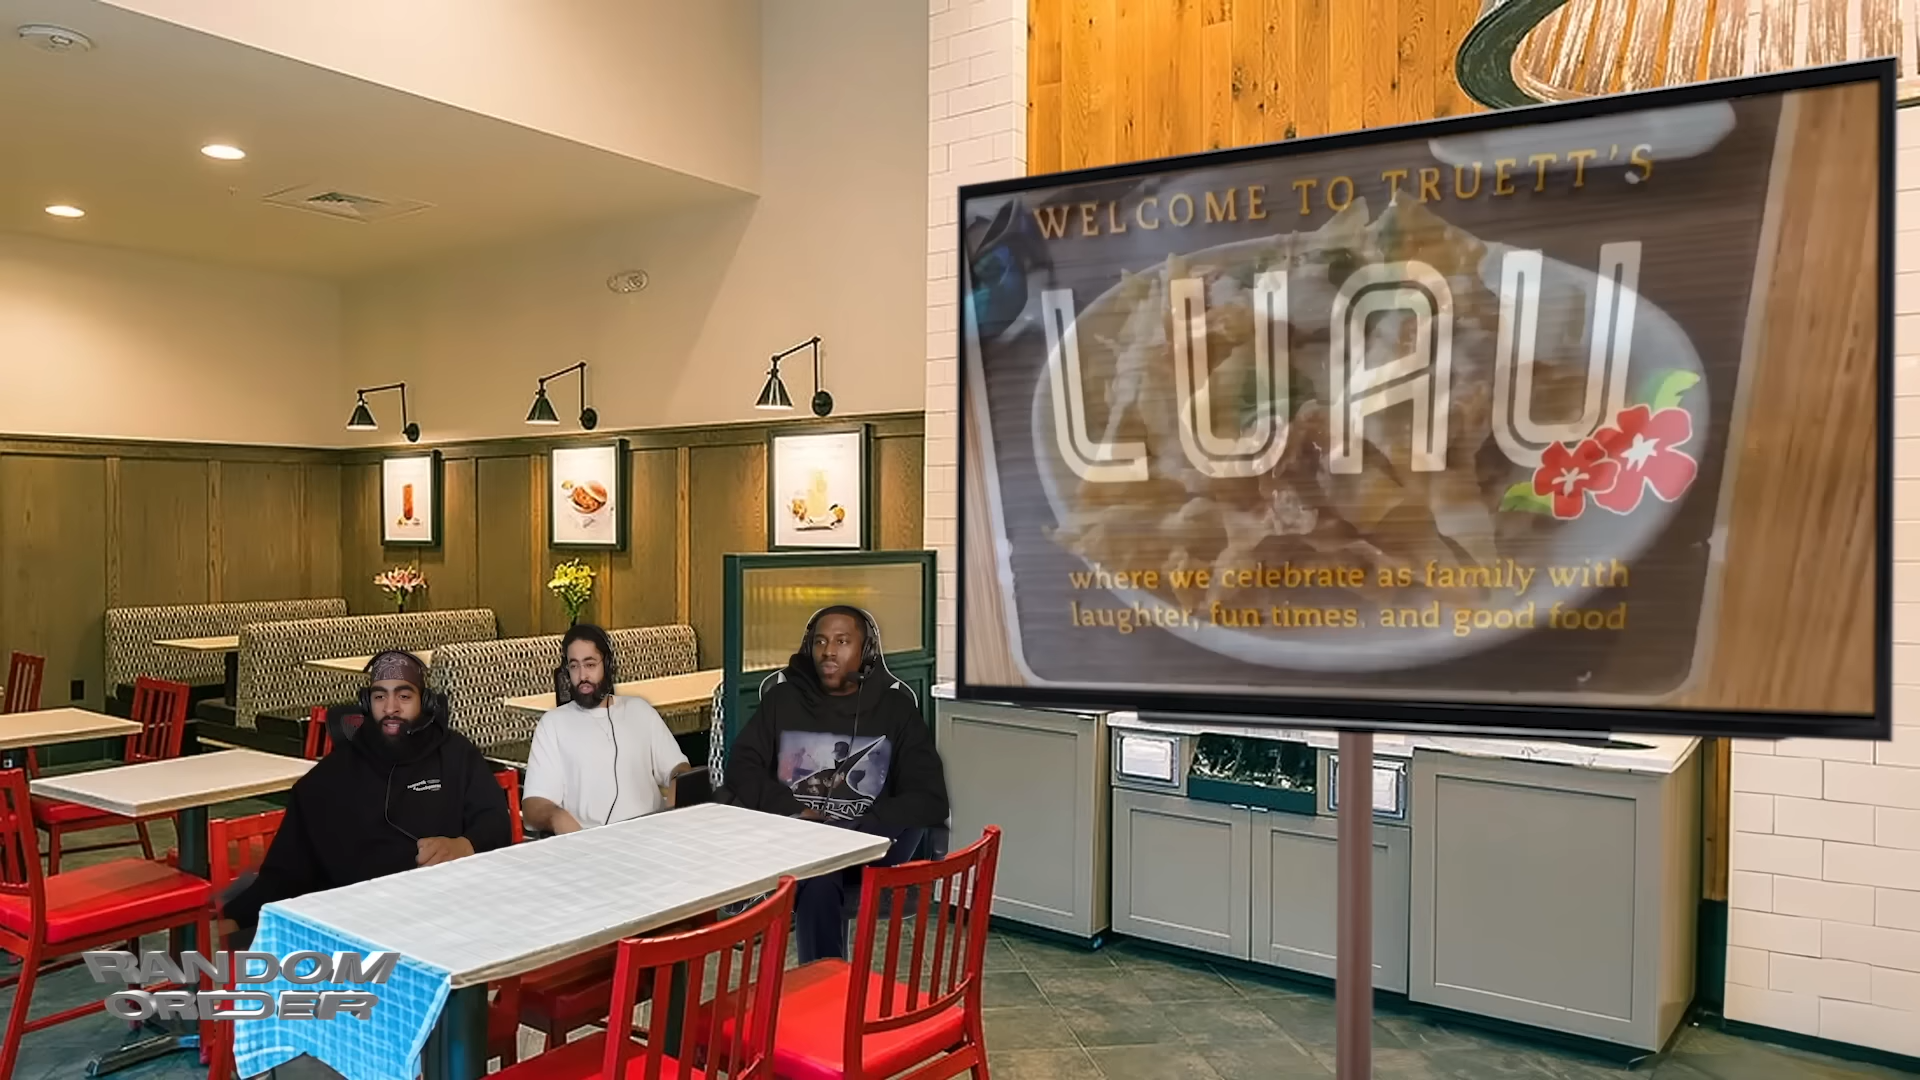 WELCOME TO TRUETT'S
LUAU
where we celebrate as family with
laughter, fun times, and good food
RANDOM
ORDER